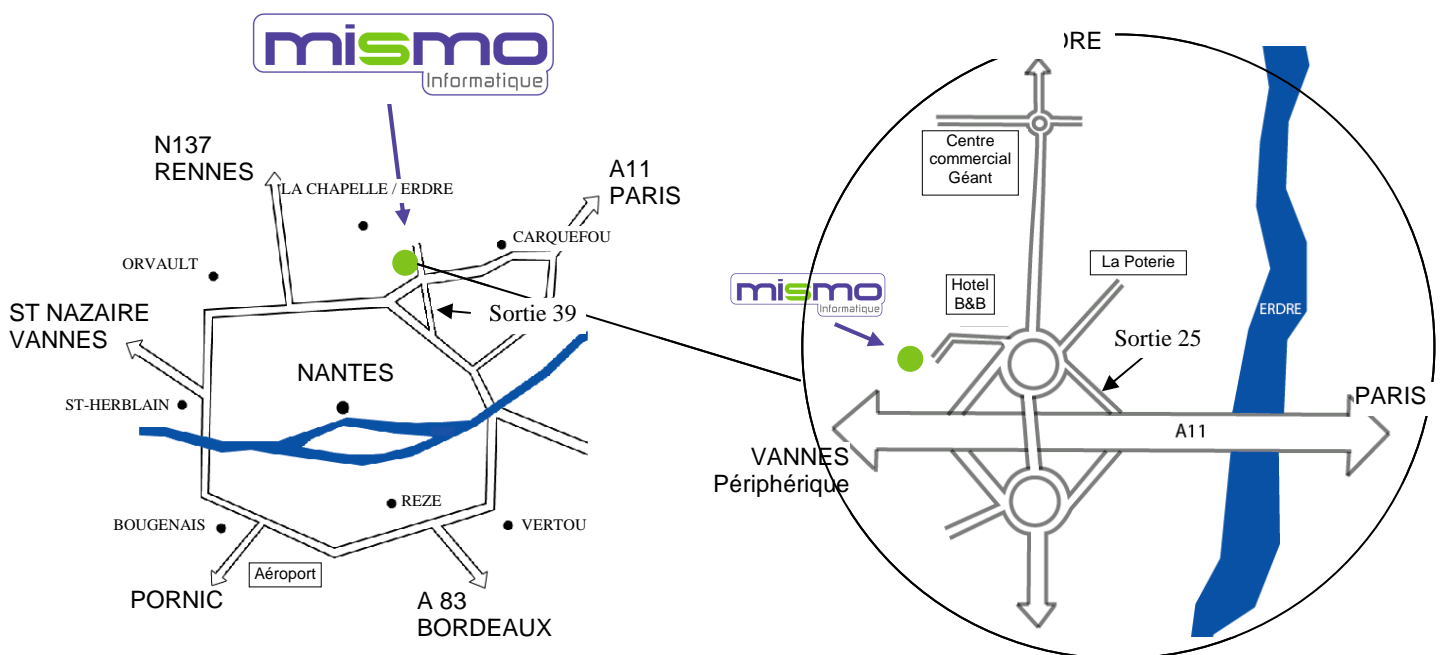 mismo
Informatique
N137
RENNES
LA CHAPELLE / ERDRE
A11
PARIS
CARQUEFOU
ORVAULT
ST NAZAIRE
VANNES
Sortie 39
NANTES
ST-HERBLAIN
REZE
BOUGENAIS
VERTOU
Aéroport
PORNIC
A 83
BORDEAUX
DRE
Centre
commercial
Géant
La Poterie
mismo
Informatique
Hotel
B&B
ERDRE
Sortie 25
PARIS
A11
VANNES
Périphérique